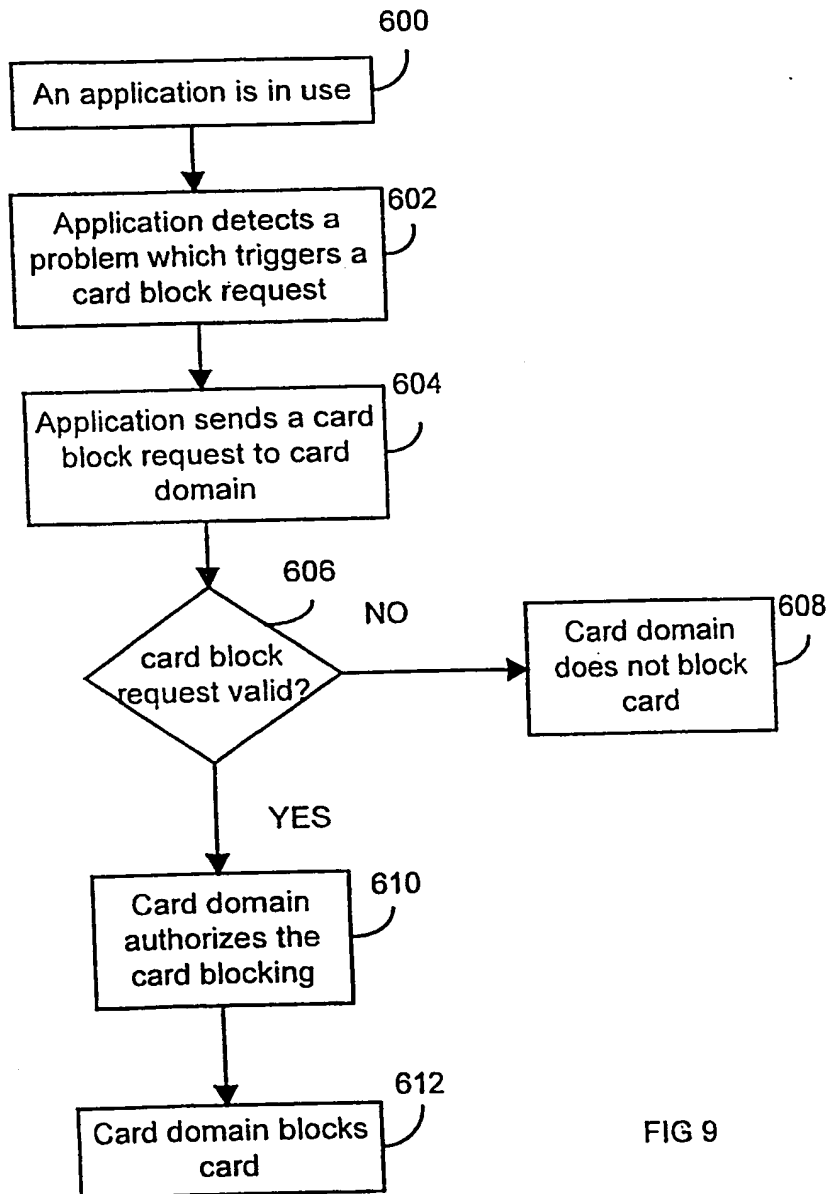 600
An application is in use
602
Application detects a
problem which triggers a
card block request
604
Application sends a card
block request to card
domain
606
card block
request valid?
NO
608
Card domain
does not block
card
YES
610
Card domain
authorizes the
card blocking
612
Card domain blocks
card
FIG 9